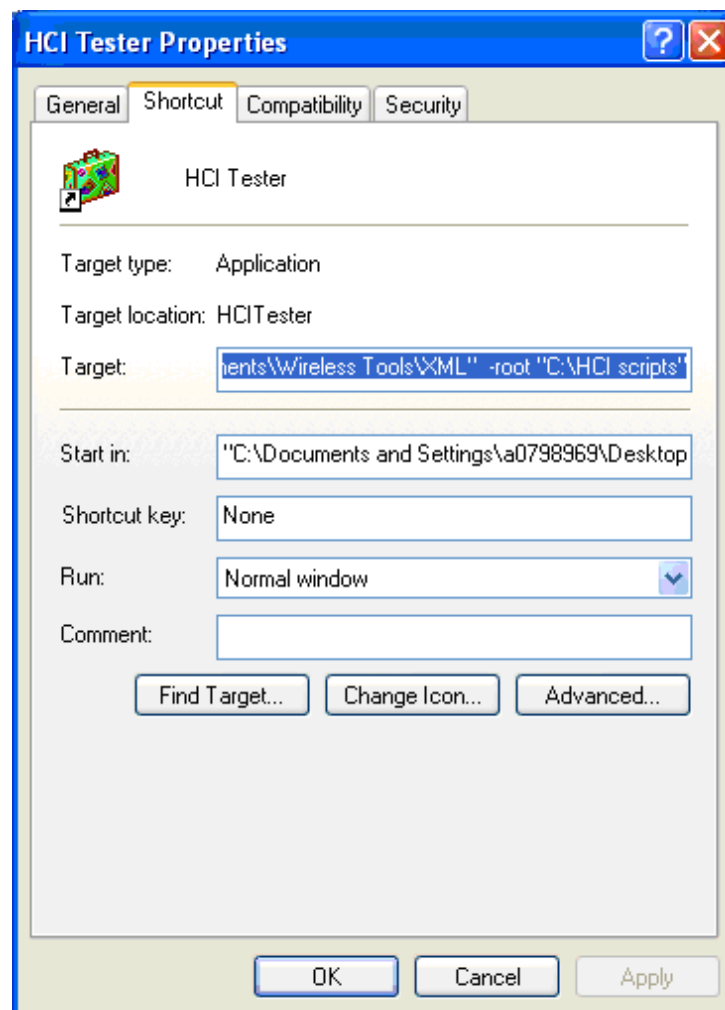 HCI Tester Properties
General Shortcut Compatibility Security
HCI Tester
Target type: Application
Target location: HCITester
Target: nents\Wireless Tools\XML" -root "C:\HCI scripts"
Start in: "C:\Documents and Settings\a0798969\Desktop
Shortcut key: None
Run: Normal window
Comment:
Find Target... Change Icon... Advanced...
OK Cancel Apply